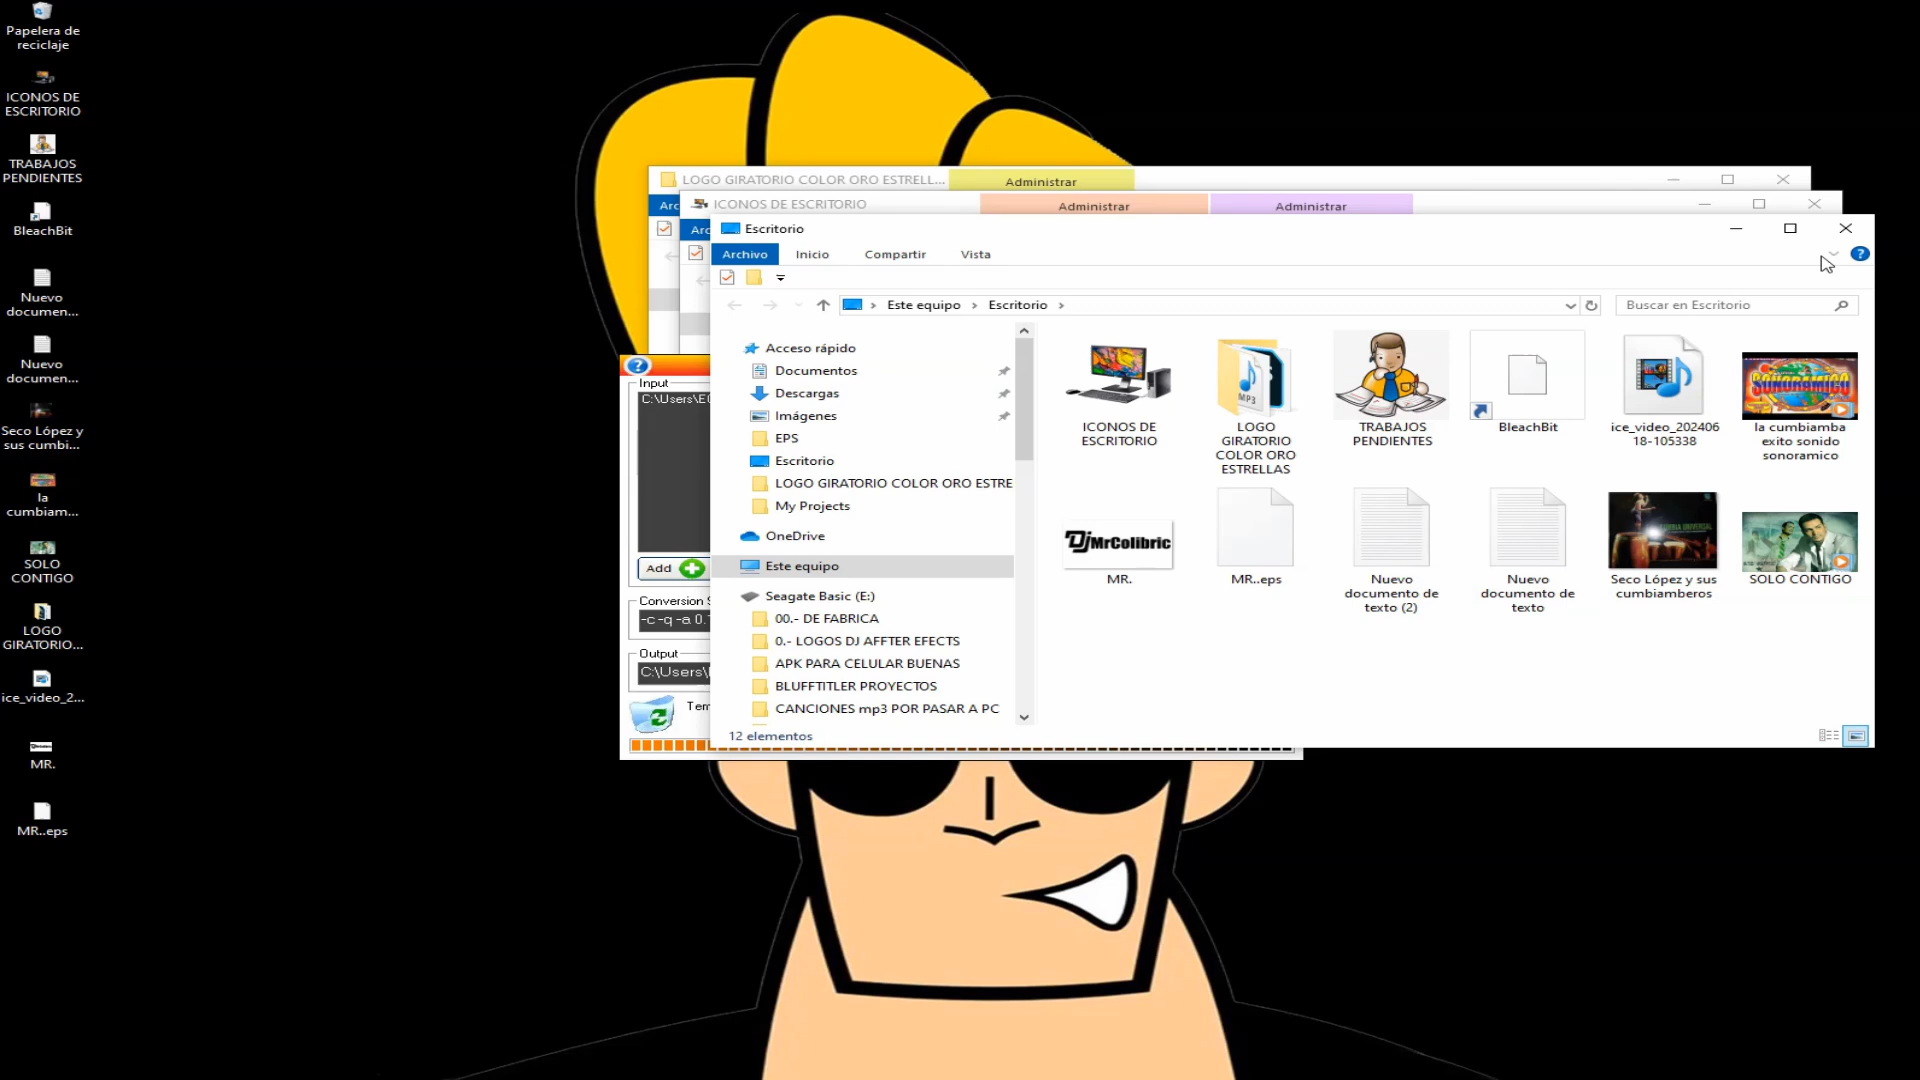 Papelera de
reciclaje
ICONOS DE
ESCRITORIO
TRABAJOS
PENDIENTES
BleachBit
Nuevo
documen...
Nuevo
documen...
Seco López y
sus cumbi...
la
cumbiam...
SOLO
CONTIGO
LOGO
GIRATORIO...
ice_video_2...
MR.
MR..eps
LOGO GIRATORIO COLOR ORO ESTRELL...
Administrar
Arc
ICONOS DE ESCRITORIO
Administrar
Administrar
Arc
Escritorio
Archivo
Inicio
Compartir
Vista
Este equipo
Escritorio
Buscar en Escritorio
Acceso rápido
Documentos
Descargas
Imágenes
EPS
Escritorio
LOGO GIRATORIO COLOR ORO ESTRE
My Projects
OneDrive
Este equipo
Seagate Basic (E:)
00.- DE FABRICA
0.- LOGOS DJ AFFTER EFECTS
APK PARA CELULAR BUENAS
BLUFFTITLER PROYECTOS
CANCIONES mp3 POR PASAR A PC
12 elementos
ICONOS DE
ESCRITORIO
MP3
LOGO
GIRATORIO
COLOR ORO
ESTRELLAS
TRABAJOS
PENDIENTES
BleachBit
ice_video_202406
18-105338
SONORAMICO
la cumbiamba
exito sonido
sonoramico
DjMrColibric
MR.
MR..eps
Nuevo
documento de
texto (2)
Nuevo
documento de
texto
Seco López y sus
cumbiamberos
SOLO CONTIGO
Input
C:\Users\E
Add
Conversion S
-c -q -a 0.
Output
C:\Users\
Tem